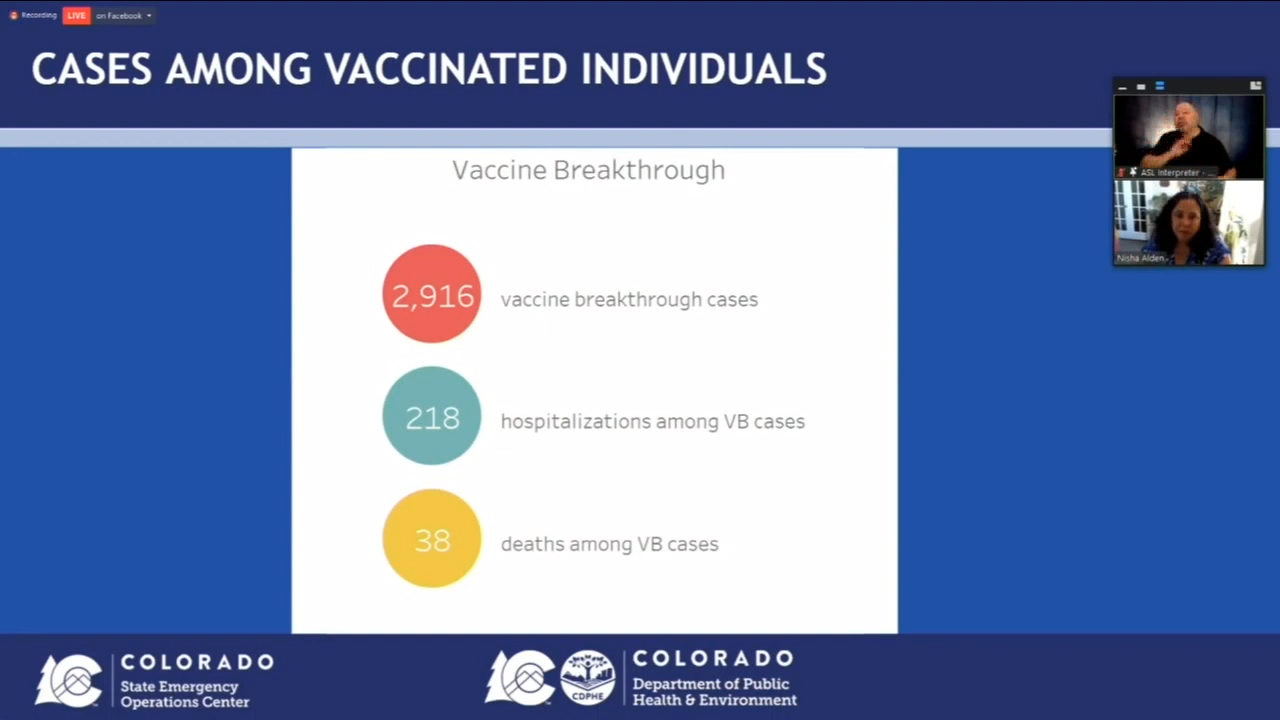 Recording
LIVE
on Facebook
CASES AMONG VACCINATED INDIVIDUALS
ASL Interpreter - ...
Nisha Alden
Vaccine Breakthrough
2,916
vaccine breakthrough cases
218
hospitalizations among VB cases
38
deaths among VB cases
COLORADO
State Emergency
Operations Center
CDPHE
COLORADO
Department of Public
Health & Environment